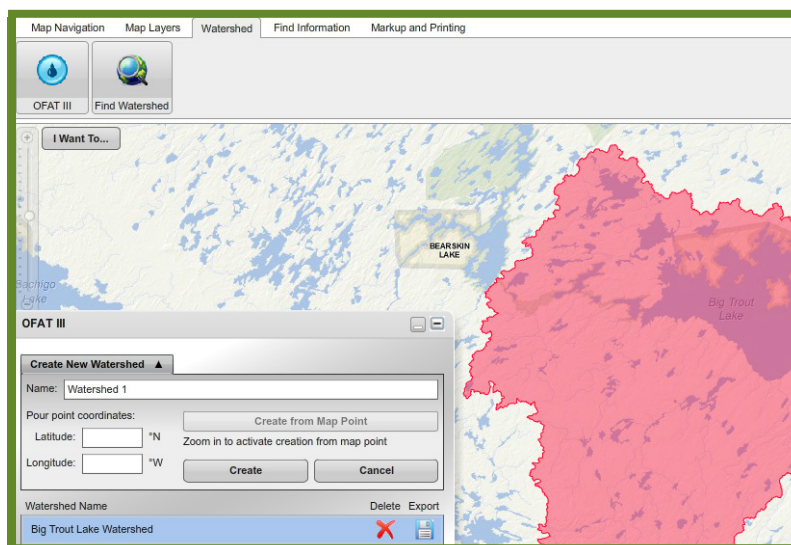 Map Navigation Map Layers Watershed Find Information Markup and Printing
OFAT III Find Watershed
I Want To...
BEARSKIN
LAKE
Bachigo
Lake
Big Trout
Lake
OFAT III
Create New Watershed ▲
Name: Watershed 1
Pour point coordinates:
Create from Map Point
Latitude: °N
Zoom in to activate creation from map point
Longitude: °W
Create Cancel
Watershed Name Delete Export
Big Trout Lake Watershed